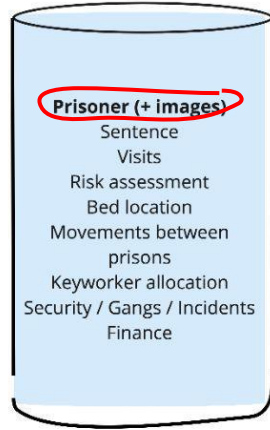 Prisoner (+ images)
Sentence
Visits
Risk assessment
Bed location
Movements between
prisons
Keyworker allocation
Security / Gangs / Incidents
Finance